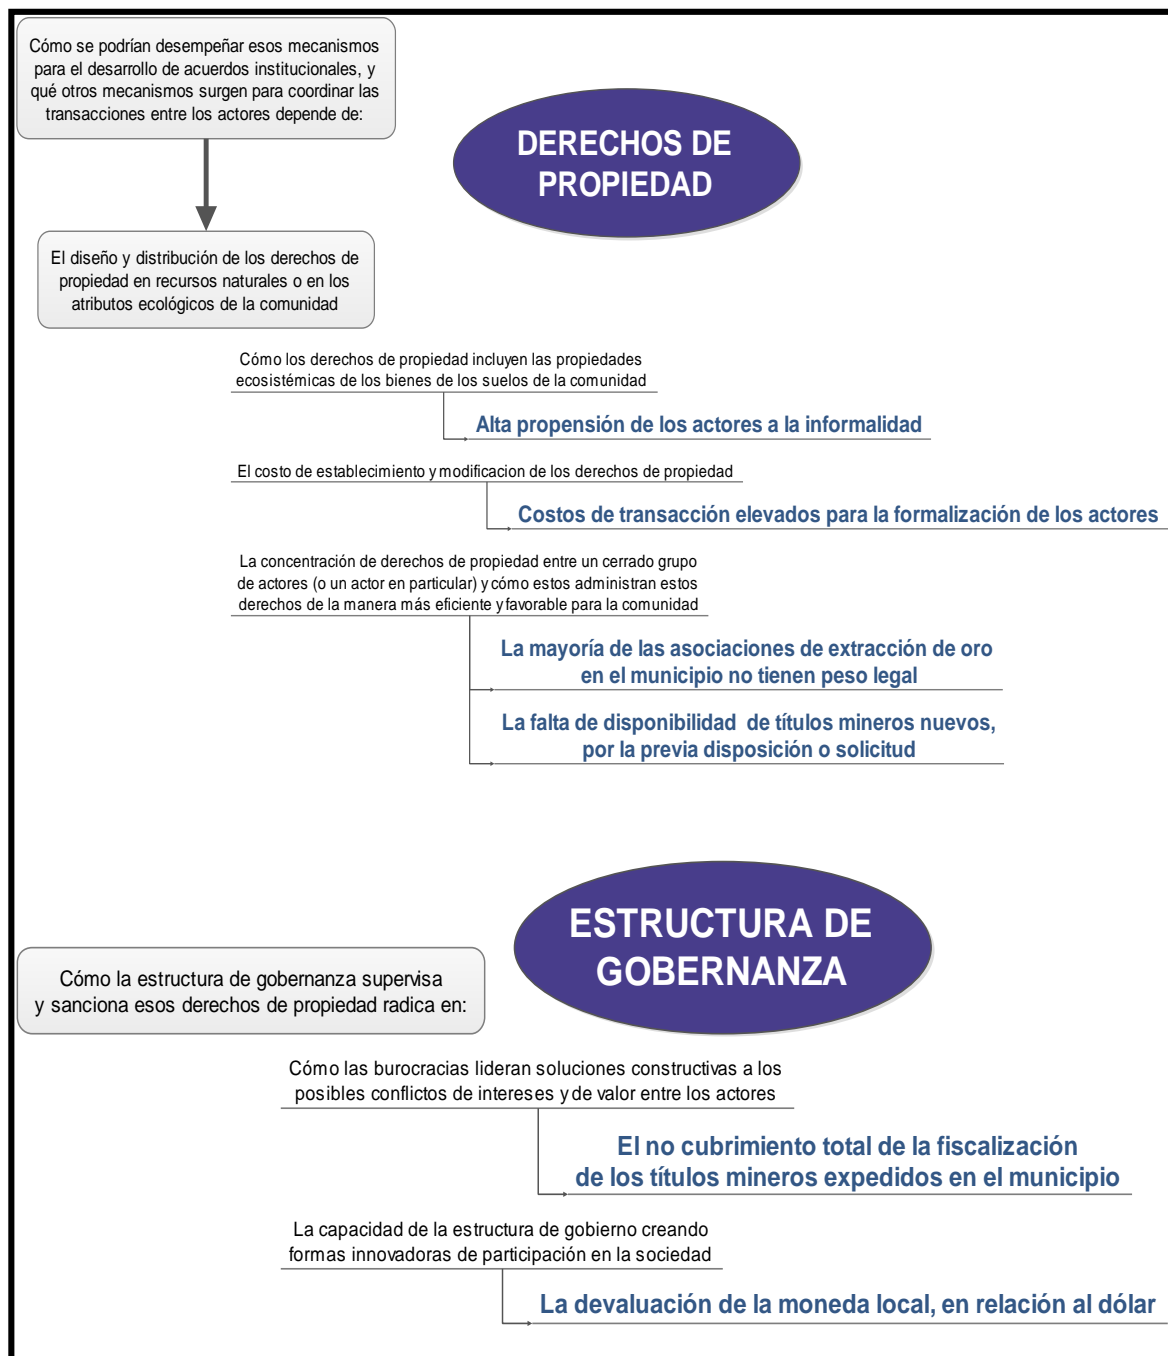 Cómo se podrían desempeñar esos mecanismos
para el desarrollo de acuerdos institucionales, y
qué otros mecanismos surgen para coordinar las
transacciones entre los actores depende de:
DERECHOS DE
PROPIEDAD
El diseño y distribución de los derechos de
propiedad en recursos naturales o en los
atributos ecológicos de la comunidad
Cómo los derechos de propiedad incluyen las propiedades
ecosistémicas de los bienes de los suelos de la comunidad
Alta propensión de los actores a la informalidad
El costo de establecimiento y modificacion de los derechos de propiedad
Costos de transacción elevados para la formalización de los actores
La concentración de derechos de propiedad entre un cerrado grupo
de actores (o un actor en particular) y cómo estos administran estos
derechos de la manera más eficiente y favorable para la comunidad
La mayoría de las asociaciones de extracción de oro
en el municipio no tienen peso legal
La falta de disponibilidad de títulos mineros nuevos,
por la previa disposición o solicitud
ESTRUCTURA DE
GOBERNANZA
Cómo la estructura de gobernanza supervisa
y sanciona esos derechos de propiedad radica en:
Cómo las burocracias lideran soluciones constructivas a los
posibles conflictos de intereses y de valor entre los actores
El no cubrimiento total de la fiscalización
de los títulos mineros expedidos en el municipio
La capacidad de la estructura de gobierno creando
formas innovadoras de participación en la sociedad
La devaluación de la moneda local, en relación al dólar